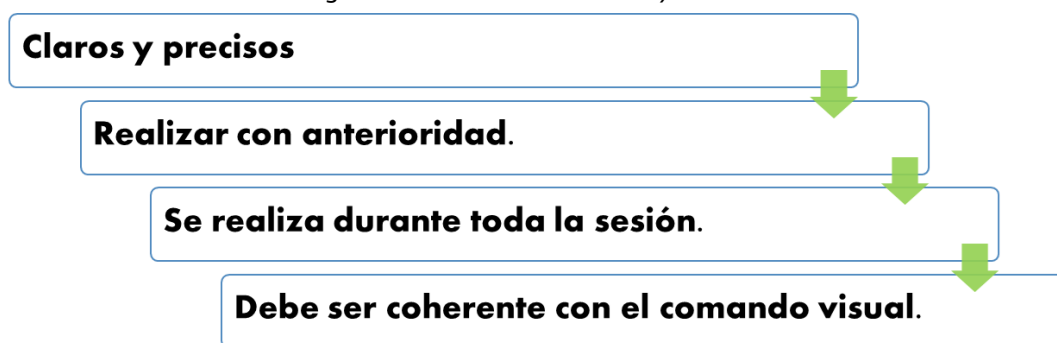 Claros y precisos
Realizar con anterioridad.
Se realiza durante toda la sesión.
Debe ser coherente con el comando visual.